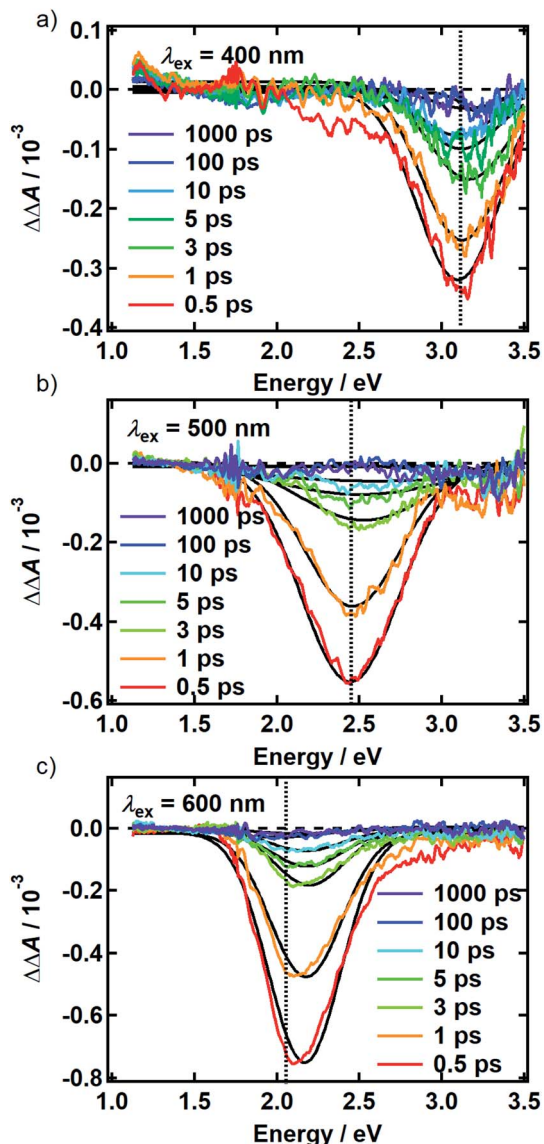 a)
0.1
0.0
-0.1
-0.2
-0.3
-0.4
ΔΔA / 10⁻³
λex = 400 nm
1000 ps
100 ps
10 ps
5 ps
3 ps
1 ps
0.5 ps
1.0 1.5 2.0 2.5 3.0 3.5
Energy / eV
b)
0.0
-0.2
-0.4
-0.6
ΔΔA / 10⁻³
λex = 500 nm
1000 ps
100 ps
10 ps
5 ps
3 ps
1 ps
0.5 ps
1.0 1.5 2.0 2.5 3.0 3.5
Energy / eV
c)
0.0
-0.2
-0.4
-0.6
-0.8
ΔΔA / 10⁻³
λex = 600 nm
1000 ps
100 ps
10 ps
5 ps
3 ps
1 ps
0.5 ps
1.0 1.5 2.0 2.5 3.0 3.5
Energy / eV